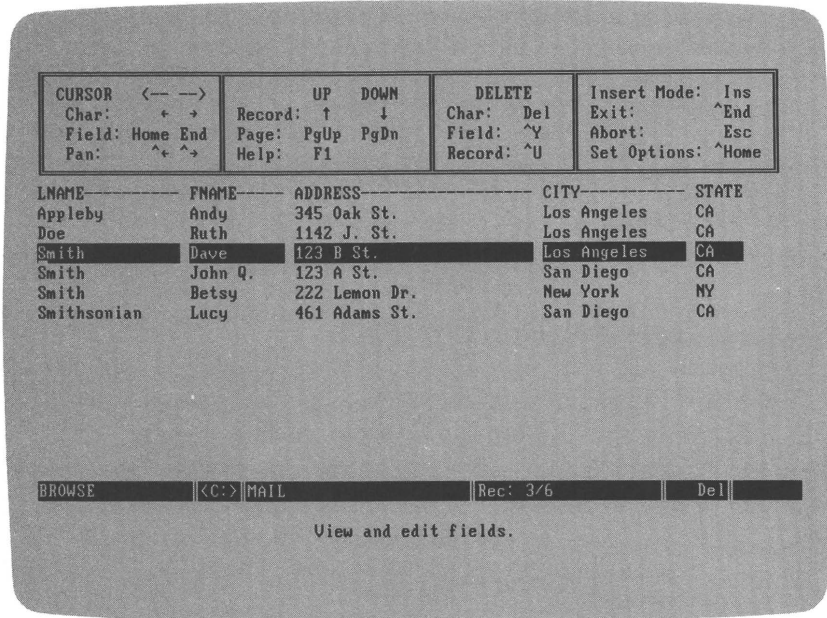 CURSOR <-- --> UP DOWN DELETE Insert Mode: Ins
Char: ← → Record: ↑ ↓ Char: Del Exit: ^End
Field: Home End Page: PgUp PgDn Field: ^Y Abort: Esc
Pan: ^← ^→ Help: F1 Record: ^U Set Options: ^Home
LNAME---------- FNAME----- ADDRESS-------------------- CITY------------ STATE
Appleby Andy 345 Oak St. Los Angeles CA
Doe Ruth 1142 J. St. Los Angeles CA
Smith Dave 123 B St. Los Angeles CA
Smith John Q. 123 A St. San Diego CA
Smith Betsy 222 Lemon Dr. New York NY
Smithsonian Lucy 461 Adams St. San Diego CA
BROWSE <C:> MAIL Rec: 3/6 Del
View and edit fields.